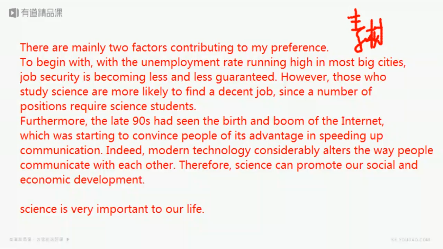 有道精品课
There are mainly two factors contributing to my preference.
To begin with, with the unemployment rate running high in most big cities,
job security is becoming less and less guaranteed. However, those who
study science are more likely to find a decent job, since a number of
positions require science students.
Furthermore, the late 90s had seen the birth and boom of the Internet,
which was starting to convince people of its advantage in speeding up
communication. Indeed, modern technology considerably alters the way people
communicate with each other. Therefore, science can promote our social and
economic development.
science is very important to our life.